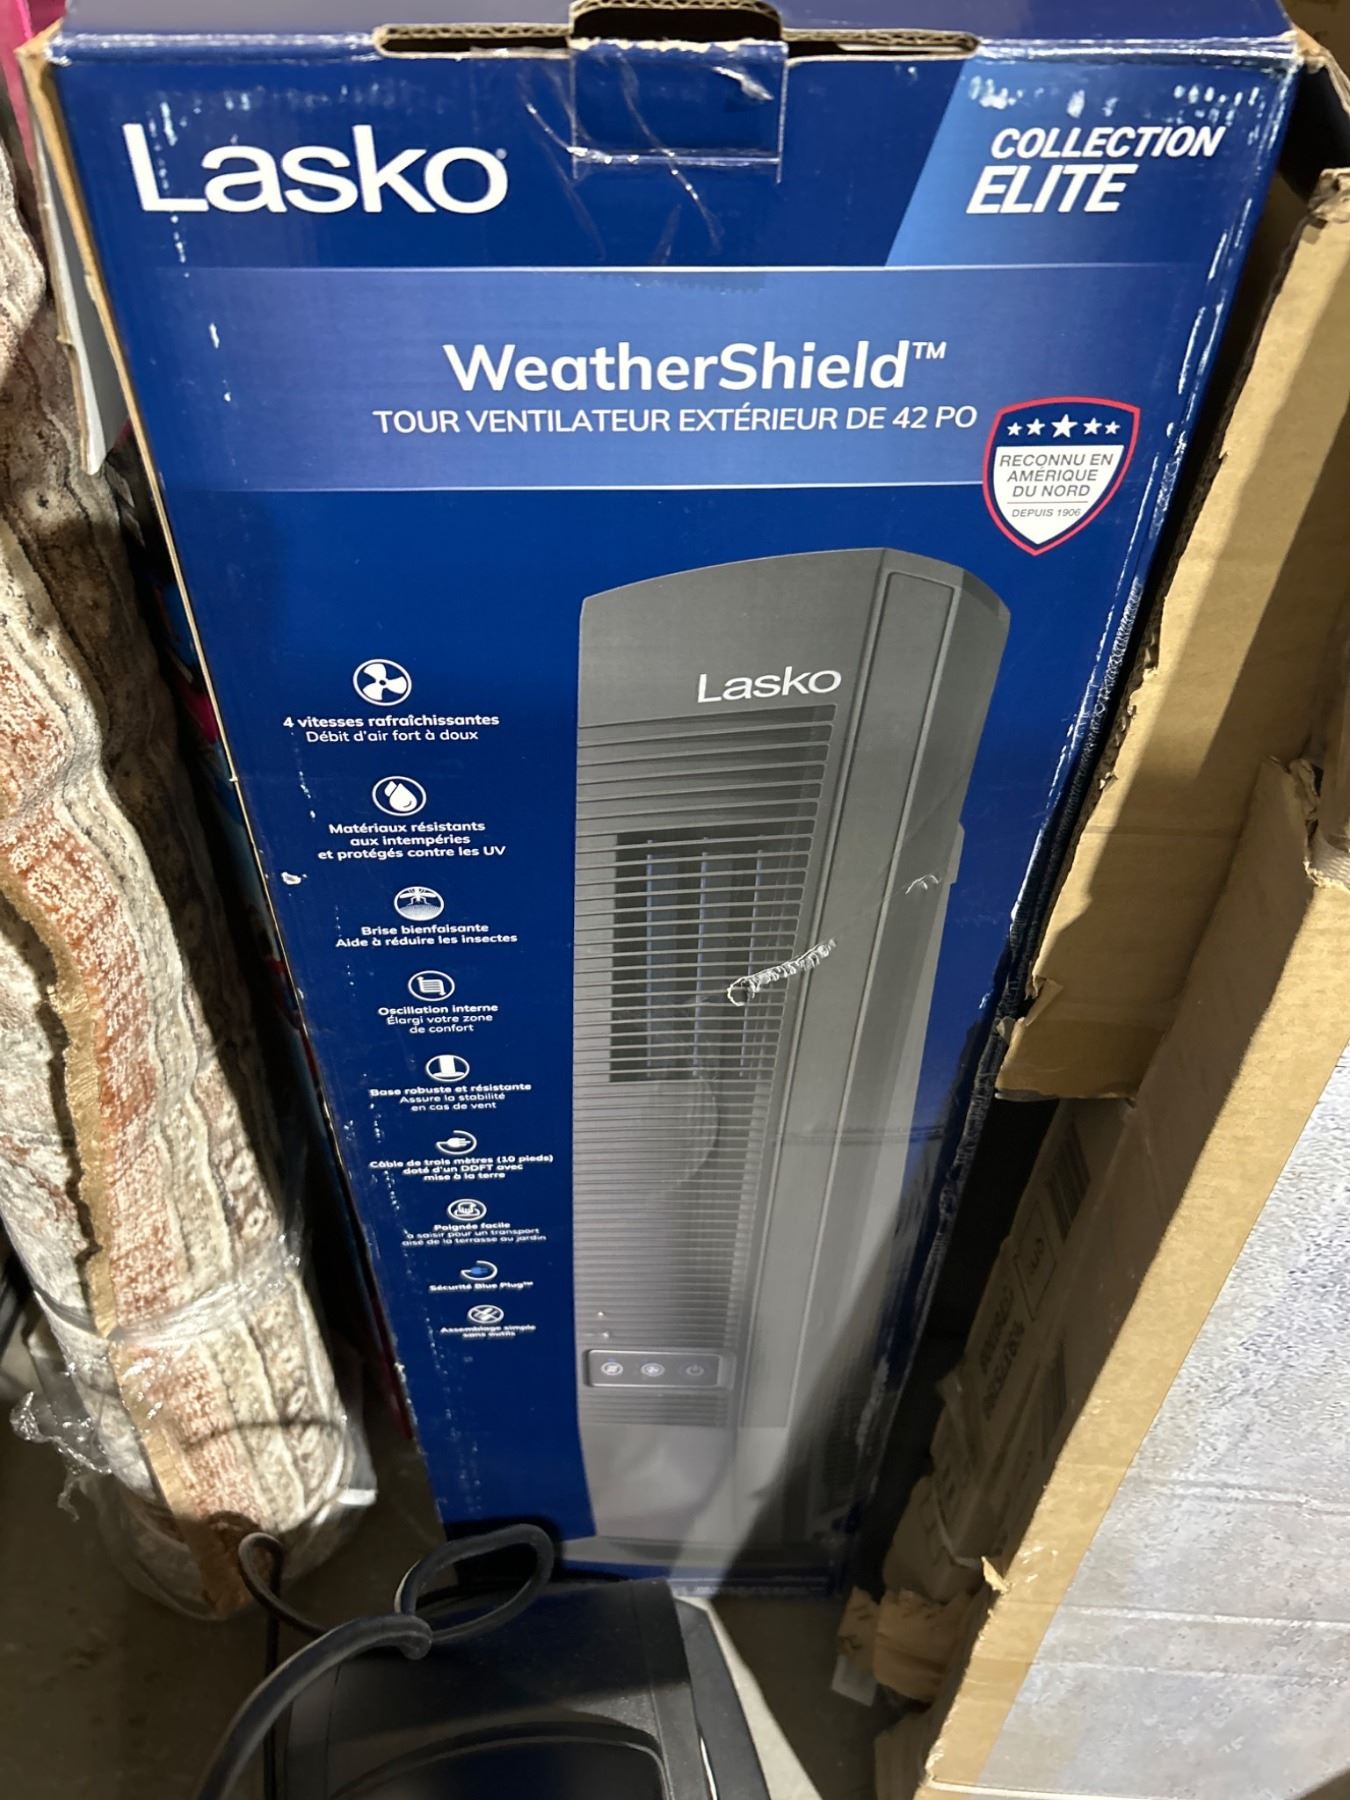 Lasko
COLLECTION
ELITE
WeatherShield™
TOUR VENTILATEUR EXTÉRIEUR DE 42 PO
RECONNU EN
AMÉRIQUE
DU NORD
DEPUIS 1906
Lasko
4 vitesses rafraîchissantes
Débit d'air fort à doux
Matériaux résistants
aux intempéries
et protégés contre les UV
Brise bienfaisante
Aide à réduire les insectes
Oscillation interne
Élargi votre zone
de confort
Base robuste et résistante
Assure la stabilité
en cas de vent
Câble de trois mètres (10 pieds)
doté d'un DDFT avec
mise à la terre
Poignée facile
à saisir pour un transport
aisé de la terrasse au jardin
Sécurité Blue Plug™
Assemblage simple
sans outils